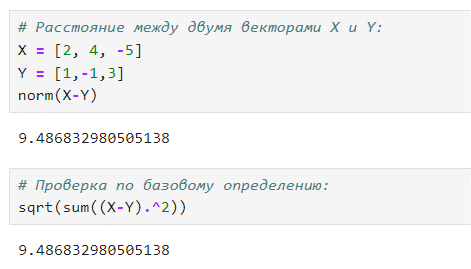 # Расстояние между двумя векторами X и Y:
X = [2, 4, -5]
Y = [1,-1,3]
norm(X-Y)
9.486832980505138
# Проверка по базовому определению:
sqrt(sum((X-Y).^2))
9.486832980505138